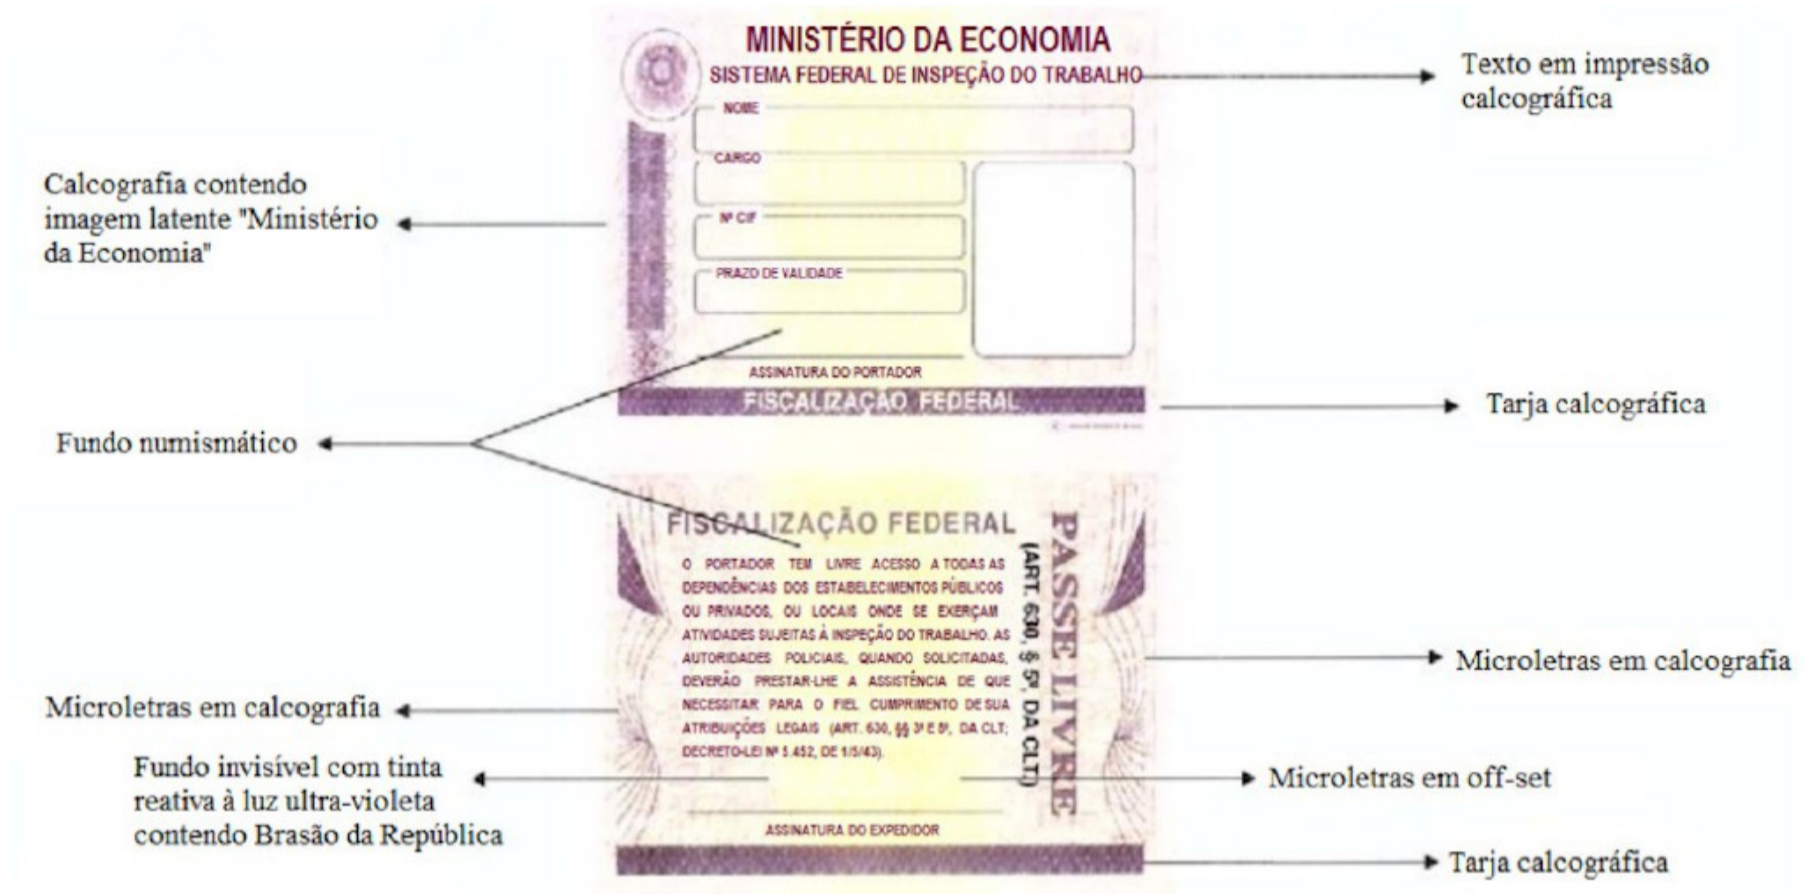 MINISTÉRIO DA ECONOMIA
SISTEMA FEDERAL DE INSPEÇÃO DO TRABALHO
Texto em impressão
calcográfica
NOME
CARGO
Calcografia contendo
imagem latente "Ministério
da Economia"
Nº CIF
PRAZO DE VALIDADE
ASSINATURA DO PORTADOR
FISCALIZAÇÃO FEDERAL
Tarja calcográfica
Fundo numismático
FISCALIZAÇÃO FEDERAL
O PORTADOR TEM LIVRE ACESSO A TODAS AS
DEPENDÊNCIAS DOS ESTABELECIMENTOS PÚBLICOS
OU PRIVADOS, OU LOCAIS ONDE SE EXERÇAM
ATIVIDADES SUJEITAS À INSPEÇÃO DO TRABALHO. AS
AUTORIDADES POLICIAIS, QUANDO SOLICITADAS,
DEVERÃO PRESTAR-LHE A ASSISTÊNCIA DE QUE
NECESSITAR PARA O FIEL CUMPRIMENTO DE SUA
ATRIBUIÇÕES LEGAIS (ART. 630, §§ 3º E 8º, DA CLT;
DECRETO-LEI Nº 5.452, DE 1/5/43).
(ART. 630, § 5º, DA CLT.)
PASSE LIVRE
Microletras em calcografia
Microletras em calcografia
Fundo invisível com tinta
reativa à luz ultra-violeta
contendo Brasão da República
Microletras em off-set
ASSINATURA DO EXPEDIDOR
Tarja calcográfica